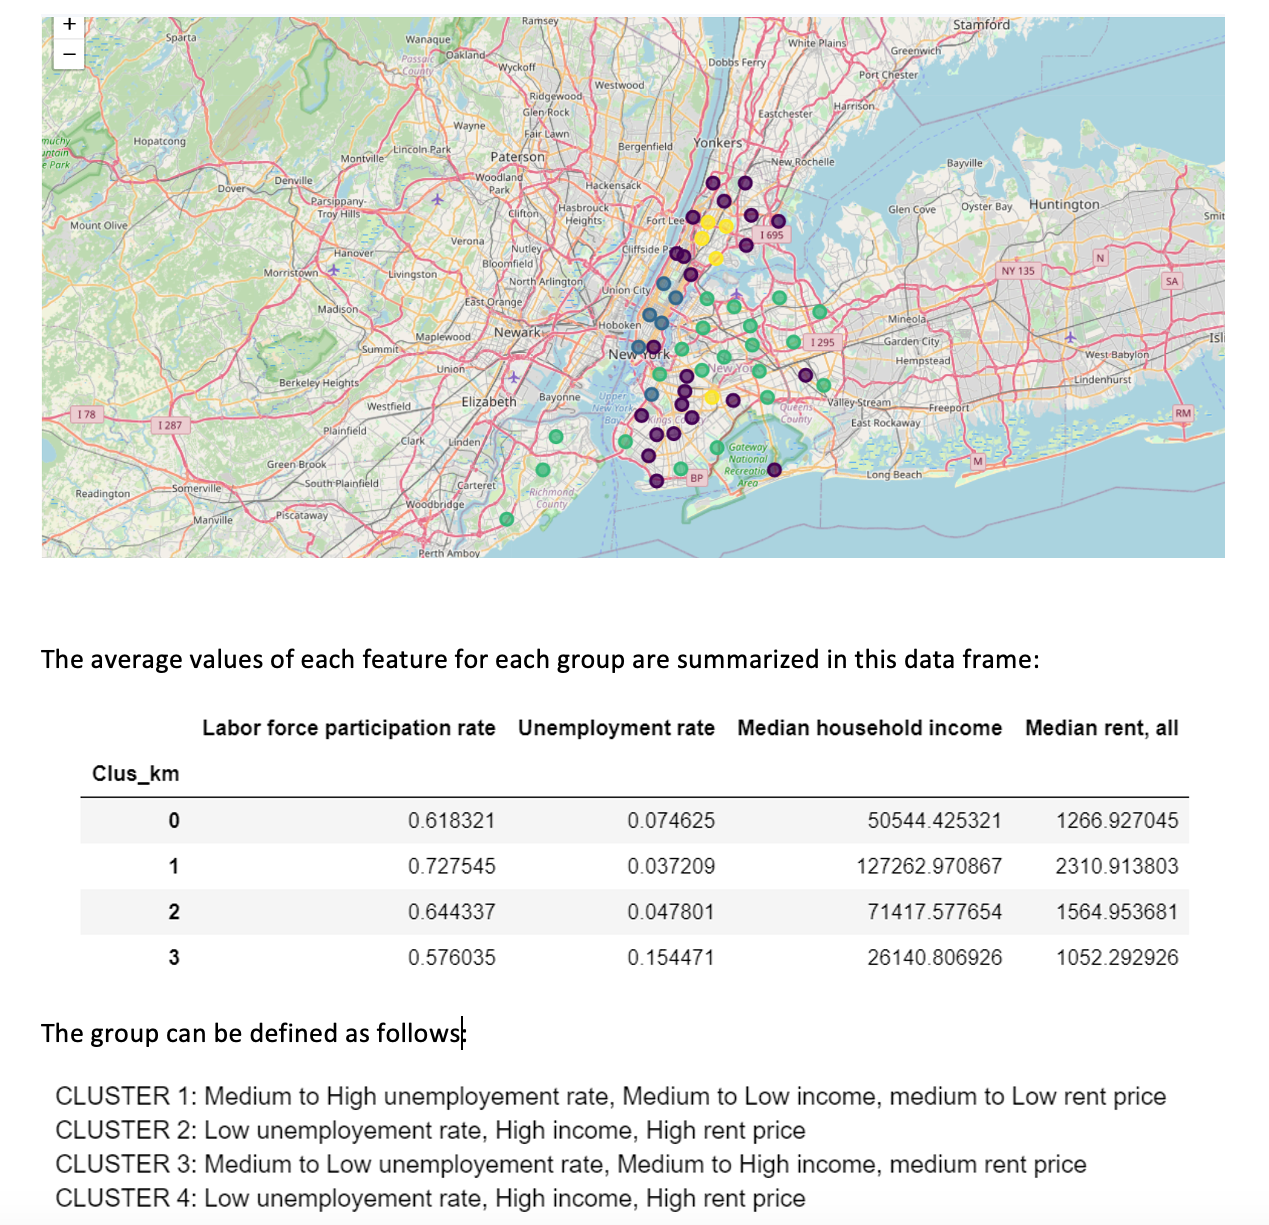 +
−
Sparta
Ramsey
Stamford
Wanaque
White Plains
Greenwich
Passaic
County
Oakland
Wyckoff
Dobbs Ferry
Port Chester
Westwood
Ridgewood
Harrison
Glen Rock
Eastchester
Wayne
Fair Lawn
muchy
Hopatcong
Bergenfield
Yonkers
e Park
Lincoln Park
Montville
Paterson
New Rochelle
Bayville
Woodland
Park
Denville
Dover
Hackensack
Parsippany-
Troy Hills
Hasbrouck
Heights
Glen Cove
Oyster Bay
Huntington
Clifton
Fort Lee
Smit
Mount Olive
I 695
Verona
Nutley
Hanover
Cliffside P
Bloomfield
N
Morristown
Livingston
NY 135
North Arlington
SA
Union City
East Orange
Madison
Mineola
Hoboken
Newark
Maplewood
Garden City
I 295
Isl
Summit
New York
West Babylon
Union
Hempstead
New Yor
Berkeley Heights
Lindenhurst
Elizabeth
Bayonne
Upper
New York
Bay
Valley Stream
Freeport
I 78
Westfield
Queens
County
RM
I 287
Kings Co
East Rockaway
Plainfield
Clark
Linden
Gateway
National
Recreatio
Area
M
Green Brook
Long Beach
South Plainfield
Carteret
BP
Readington
Somerville
Richmond
County
Woodbridge
Manville
Piscataway
Perth Amboy
The average values of each feature for each group are summarized in this data frame:
Labor force participation rate Unemployment rate Median household income Median rent, all
Clus_km
0 0.618321 0.074625 50544.425321 1266.927045
1 0.727545 0.037209 127262.970867 2310.913803
2 0.644337 0.047801 71417.577654 1564.953681
3 0.576035 0.154471 26140.806926 1052.292926
The group can be defined as follows:
CLUSTER 1: Medium to High unemployement rate, Medium to Low income, medium to Low rent price
CLUSTER 2: Low unemployement rate, High income, High rent price
CLUSTER 3: Medium to Low unemployement rate, Medium to High income, medium rent price
CLUSTER 4: Low unemployement rate, High income, High rent price